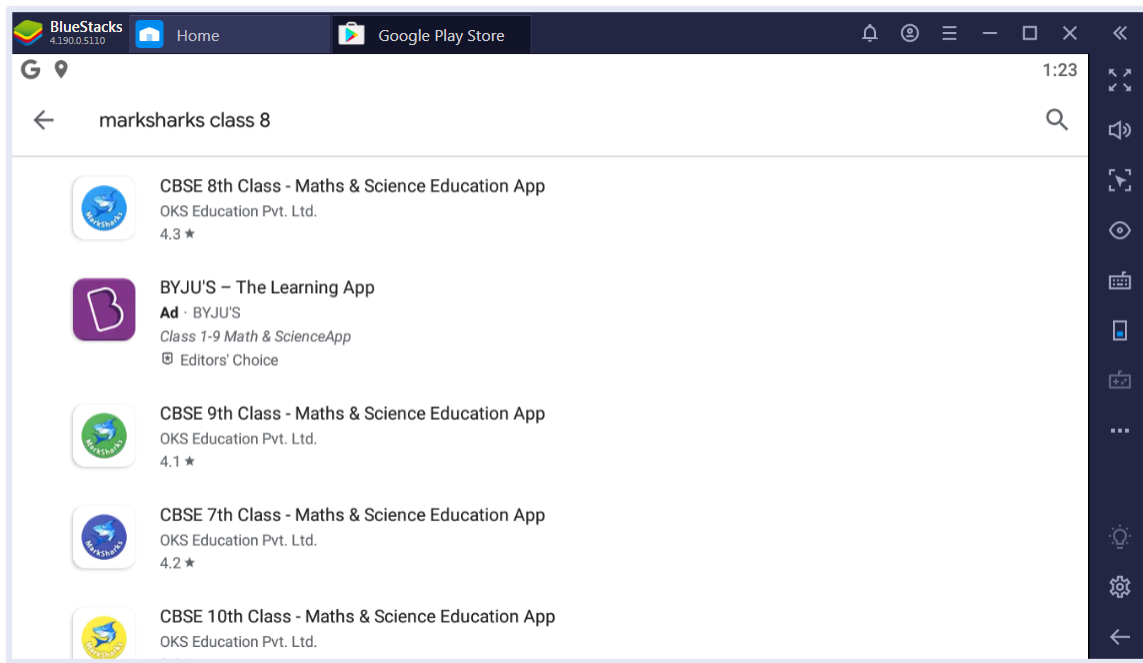 BlueStacks
4.190.0.5110
Home
Google Play Store
1:23
marksharks class 8
CBSE 8th Class - Maths & Science Education App
OKS Education Pvt. Ltd.
4.3 ★
MarkSharks
BYJU'S – The Learning App
Ad · BYJU'S
Class 1-9 Math & ScienceApp
Editors' Choice
CBSE 9th Class - Maths & Science Education App
OKS Education Pvt. Ltd.
4.1 ★
MarkSharks
CBSE 7th Class - Maths & Science Education App
OKS Education Pvt. Ltd.
4.2 ★
MarkSharks
CBSE 10th Class - Maths & Science Education App
OKS Education Pvt. Ltd.
MarkSharks